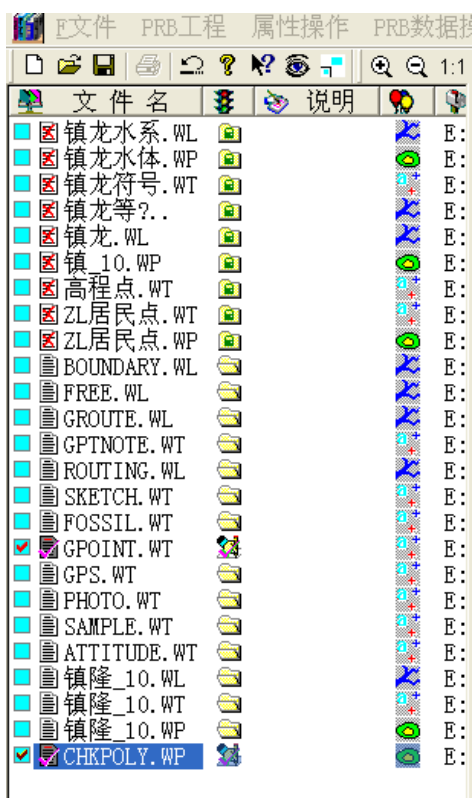 E文件 PRB工程 属性操作 PRB数据
1:1
文件名 说明
镇龙水系.WL E:
镇龙水体.WP E:
镇龙符号.WT E:
镇龙等?.. E:
镇龙.WL E:
镇_10.WP E:
高程点.WT E:
ZL居民点.WT E:
ZL居民点.WP E:
BOUNDARY.WL E:
FREE.WL E:
GROUTE.WL E:
GPTNOTE.WT E:
ROUTING.WL E:
SKETCH.WT E:
FOSSIL.WT E:
GPOINT.WT E:
GPS.WT E:
PHOTO.WT E:
SAMPLE.WT E:
ATTITUDE.WT E:
镇隆_10.WL E:
镇隆_10.WT E:
镇隆_10.WP E:
CHKPOLY.WP E: